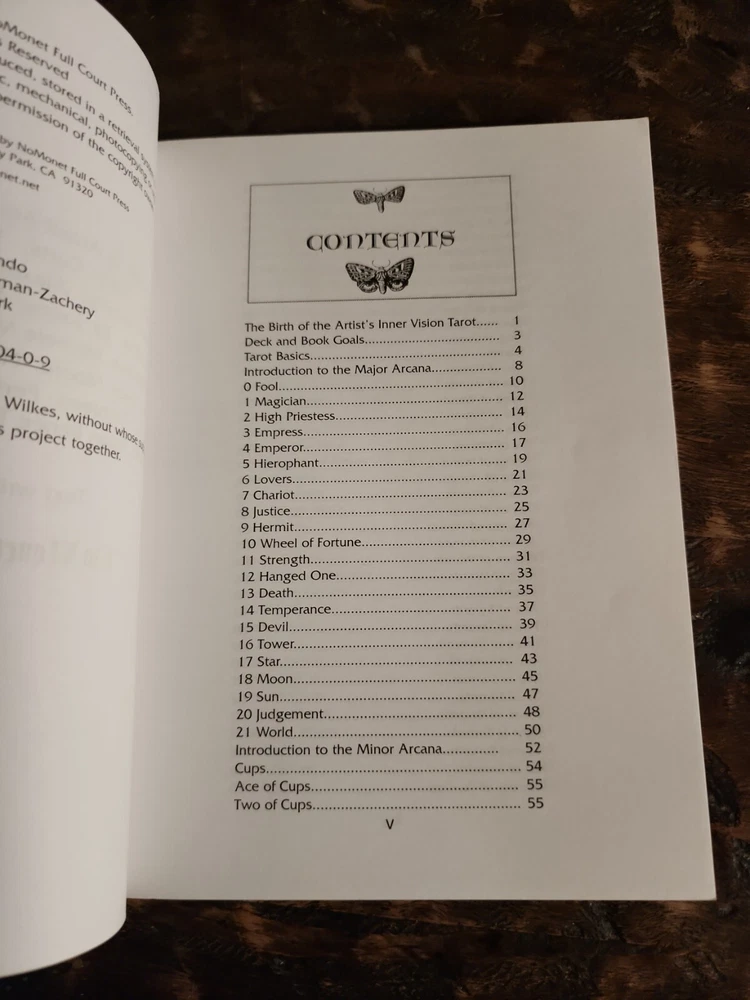 NoMonet Full Court Press.
Reserved
uced, stored in a retrieval
mechanical, photocopying,
permission of the copyright
by NoMonet Full Court Press
Park, CA 91320
net.net
man-Zachery
04-0-9
Wilkes, without whose
project together.
CONTENTS
The Birth of the Artist's Inner Vision Tarot...... 1
Deck and Book Goals................................... 3
Tarot Basics................................................. 4
Introduction to the Major Arcana................. 8
0 Fool.......................................................... 10
1 Magician................................................... 12
2 High Priestess............................................ 14
3 Empress.................................................... 16
4 Emperor.................................................... 17
5 Hierophant................................................ 19
6 Lovers....................................................... 21
7 Chariot...................................................... 23
8 Justice....................................................... 25
9 Hermit...................................................... 27
10 Wheel of Fortune..................................... 29
11 Strength................................................... 31
12 Hanged One............................................ 33
13 Death....................................................... 35
14 Temperance............................................. 37
15 Devil........................................................ 39
16 Tower...................................................... 41
17 Star.......................................................... 43
18 Moon....................................................... 45
19 Sun.......................................................... 47
20 Judgement............................................... 48
21 World...................................................... 50
Introduction to the Minor Arcana............. 52
Cups............................................................. 54
Ace of Cups.................................................. 55
Two of Cups................................................. 55
V